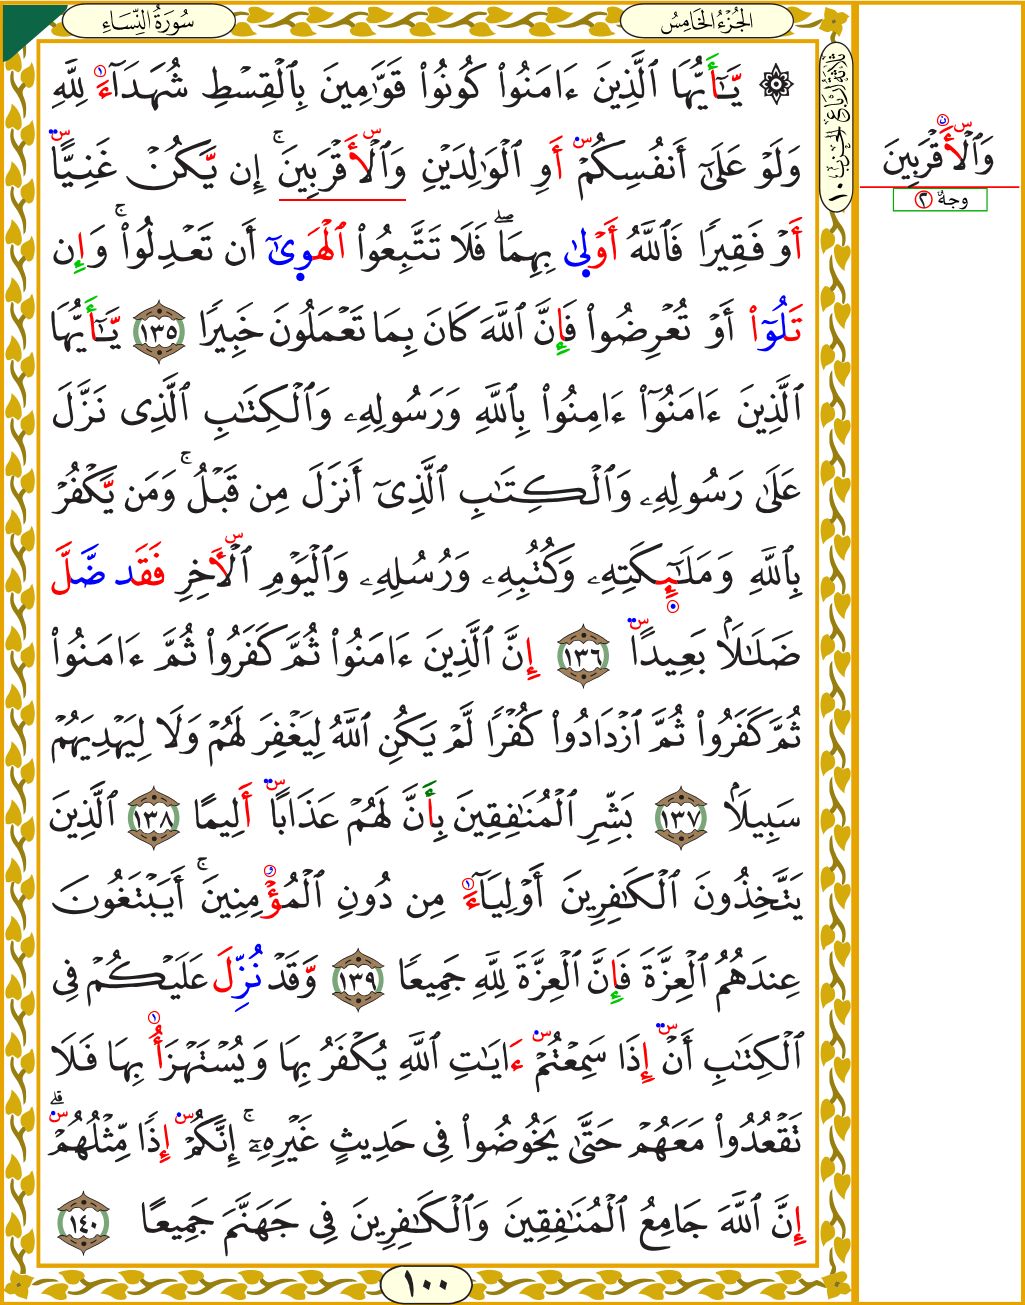 سُورَةُ النِّسَاءِ
الجُزْءُ الخَامِسُ
ثَلَاثَةُ أَرْبَاعِ الحِزْبِ ١٠
۞ يَٰٓأَيُّهَا ٱلَّذِينَ ءَامَنُوا۟ كُونُوا۟ قَوَّٰمِينَ بِٱلْقِسْطِ شُهَدَآءَ لِلَّهِ
وَلَوْ عَلَىٰٓ أَنفُسِكُمْ أَوِ ٱلْوَٰلِدَيْنِ وَٱلْأَقْرَبِينَ ۚ إِن يَكُنْ غَنِيًّا
أَوْ فَقِيرًا فَٱللَّهُ أَوْلَىٰ بِهِمَا ۖ فَلَا تَتَّبِعُوا۟ ٱلْهَوَىٰٓ أَن تَعْدِلُوا۟ ۚ وَإِن
تَلُوٓا۟ أَوْ تُعْرِضُوا۟ فَإِنَّ ٱللَّهَ كَانَ بِمَا تَعْمَلُونَ خَبِيرًا ١٣٥ يَٰٓأَيُّهَا
ٱلَّذِينَ ءَامَنُوٓا۟ ءَامِنُوا۟ بِٱللَّهِ وَرَسُولِهِۦ وَٱلْكِتَٰبِ ٱلَّذِى نَزَّلَ
عَلَىٰ رَسُولِهِۦ وَٱلْكِتَٰبِ ٱلَّذِىٓ أَنزَلَ مِن قَبْلُ ۚ وَمَن يَكْفُرْ
بِٱللَّهِ وَمَلَٰٓئِكَتِهِۦ وَكُتُبِهِۦ وَرُسُلِهِۦ وَٱلْيَوْمِ ٱلْأَخِرِ فَقَد ضَّلَّ
ضَلَٰلًا بَعِيدًا ١٣٦ إِنَّ ٱلَّذِينَ ءَامَنُوا۟ ثُمَّ كَفَرُوا۟ ثُمَّ ءَامَنُوا۟
ثُمَّ كَفَرُوا۟ ثُمَّ ٱزْدَادُوا۟ كُفْرًا لَّمْ يَكُنِ ٱللَّهُ لِيَغْفِرَ لَهُمْ وَلَا لِيَهْدِيَهُمْ
سَبِيلًا ١٣٧ بَشِّرِ ٱلْمُنَٰفِقِينَ بِأَنَّ لَهُمْ عَذَابًا أَلِيمًا ١٣٨ ٱلَّذِينَ
يَتَّخِذُونَ ٱلْكَٰفِرِينَ أَوْلِيَآءَ مِن دُونِ ٱلْمُؤْمِنِينَ ۚ أَيَبْتَغُونَ
عِندَهُمُ ٱلْعِزَّةَ فَإِنَّ ٱلْعِزَّةَ لِلَّهِ جَمِيعًا ١٣٩ وَقَدْ نُزِّلَ عَلَيْكُمْ فِى
ٱلْكِتَٰبِ أَنْ إِذَا سَمِعْتُمْ ءَايَٰتِ ٱللَّهِ يُكْفَرُ بِهَا وَيُسْتَهْزَأُ بِهَا فَلَا
تَقْعُدُوا۟ مَعَهُمْ حَتَّىٰ يَخُوضُوا۟ فِى حَدِيثٍ غَيْرِهِۦٓ ۚ إِنَّكُمْ إِذًا مِّثْلُهُمْ ۗ
إِنَّ ٱللَّهَ جَامِعُ ٱلْمُنَٰفِقِينَ وَٱلْكَٰفِرِينَ فِى جَهَنَّمَ جَمِيعًا ١٤٠
١٠٠
وَٱلْأَقْرَبِينَ
وجهٌ ٢